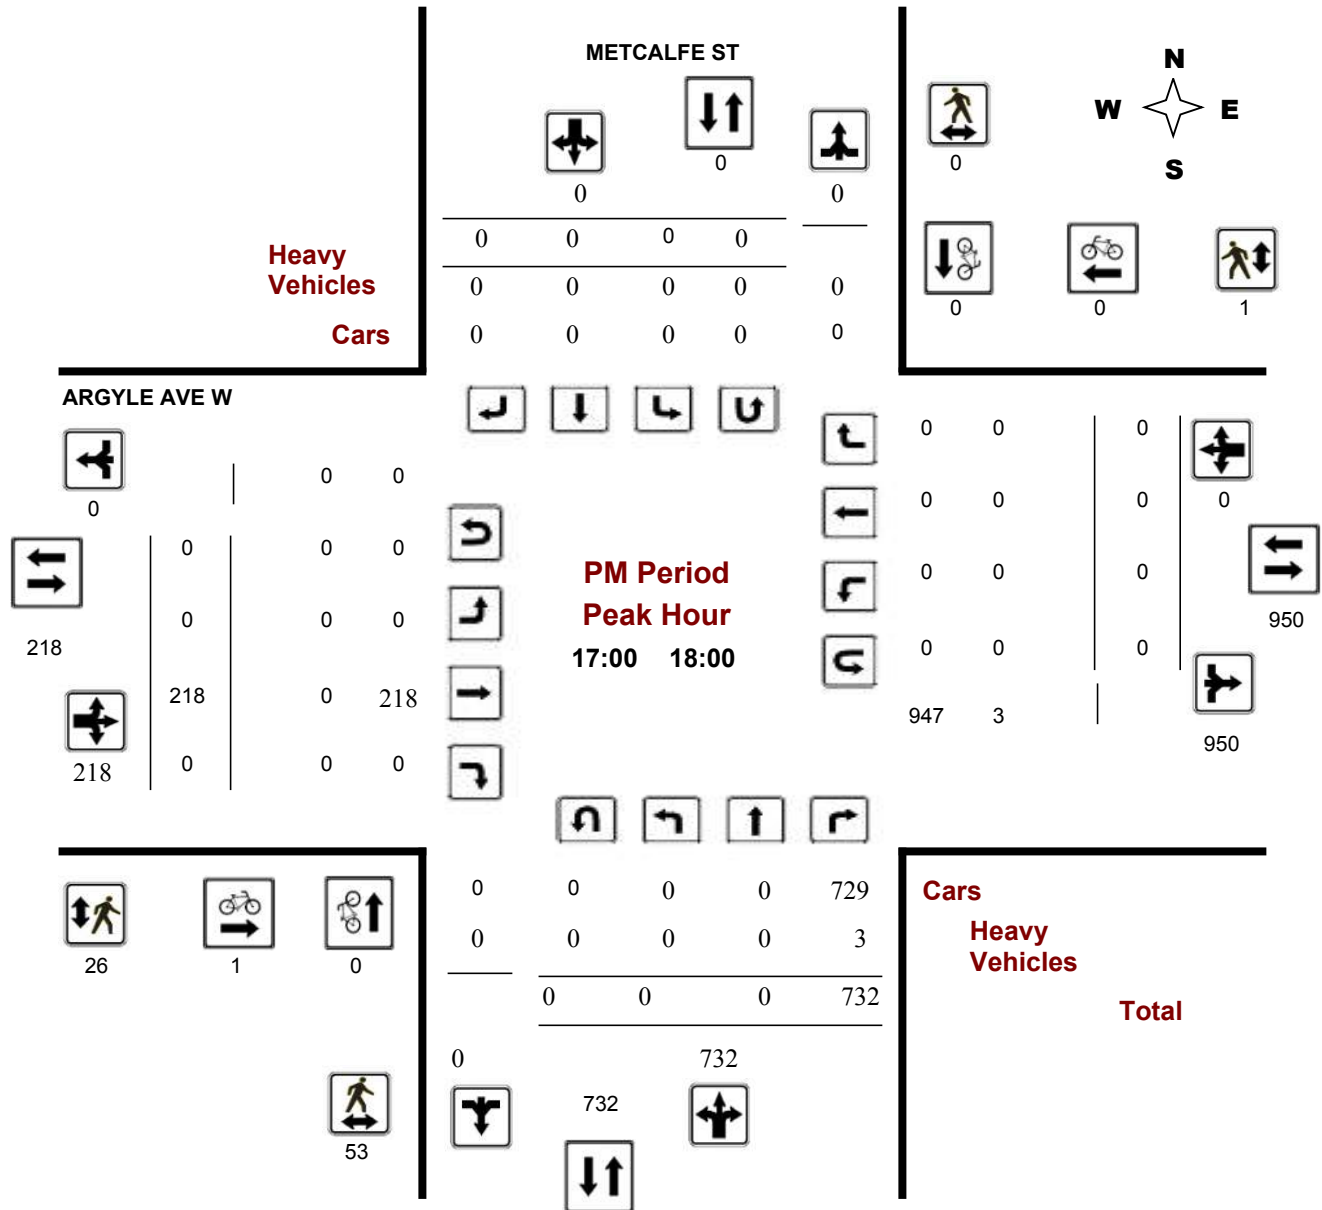 METCALFE ST
N
W E
S
0
0
0 0
0
Heavy
Vehicles
Cars
0 0 0 0
0 0 0 0 0
0 0 0 0 0
0 0 1
ARGYLE AVE W
0
0 0
0 0 0
0 0 0
218
218 0 218
218
0 0 0
PM Period
Peak Hour
17:00 18:00
0 0 0
0 0 0
0
0 0 0
950
0 0 0
947 3
950
26 1 0
53
0 0 0 0 729
0 0 0 0 3
0 0 0 732
0 732
732
Cars
Heavy
Vehicles
Total